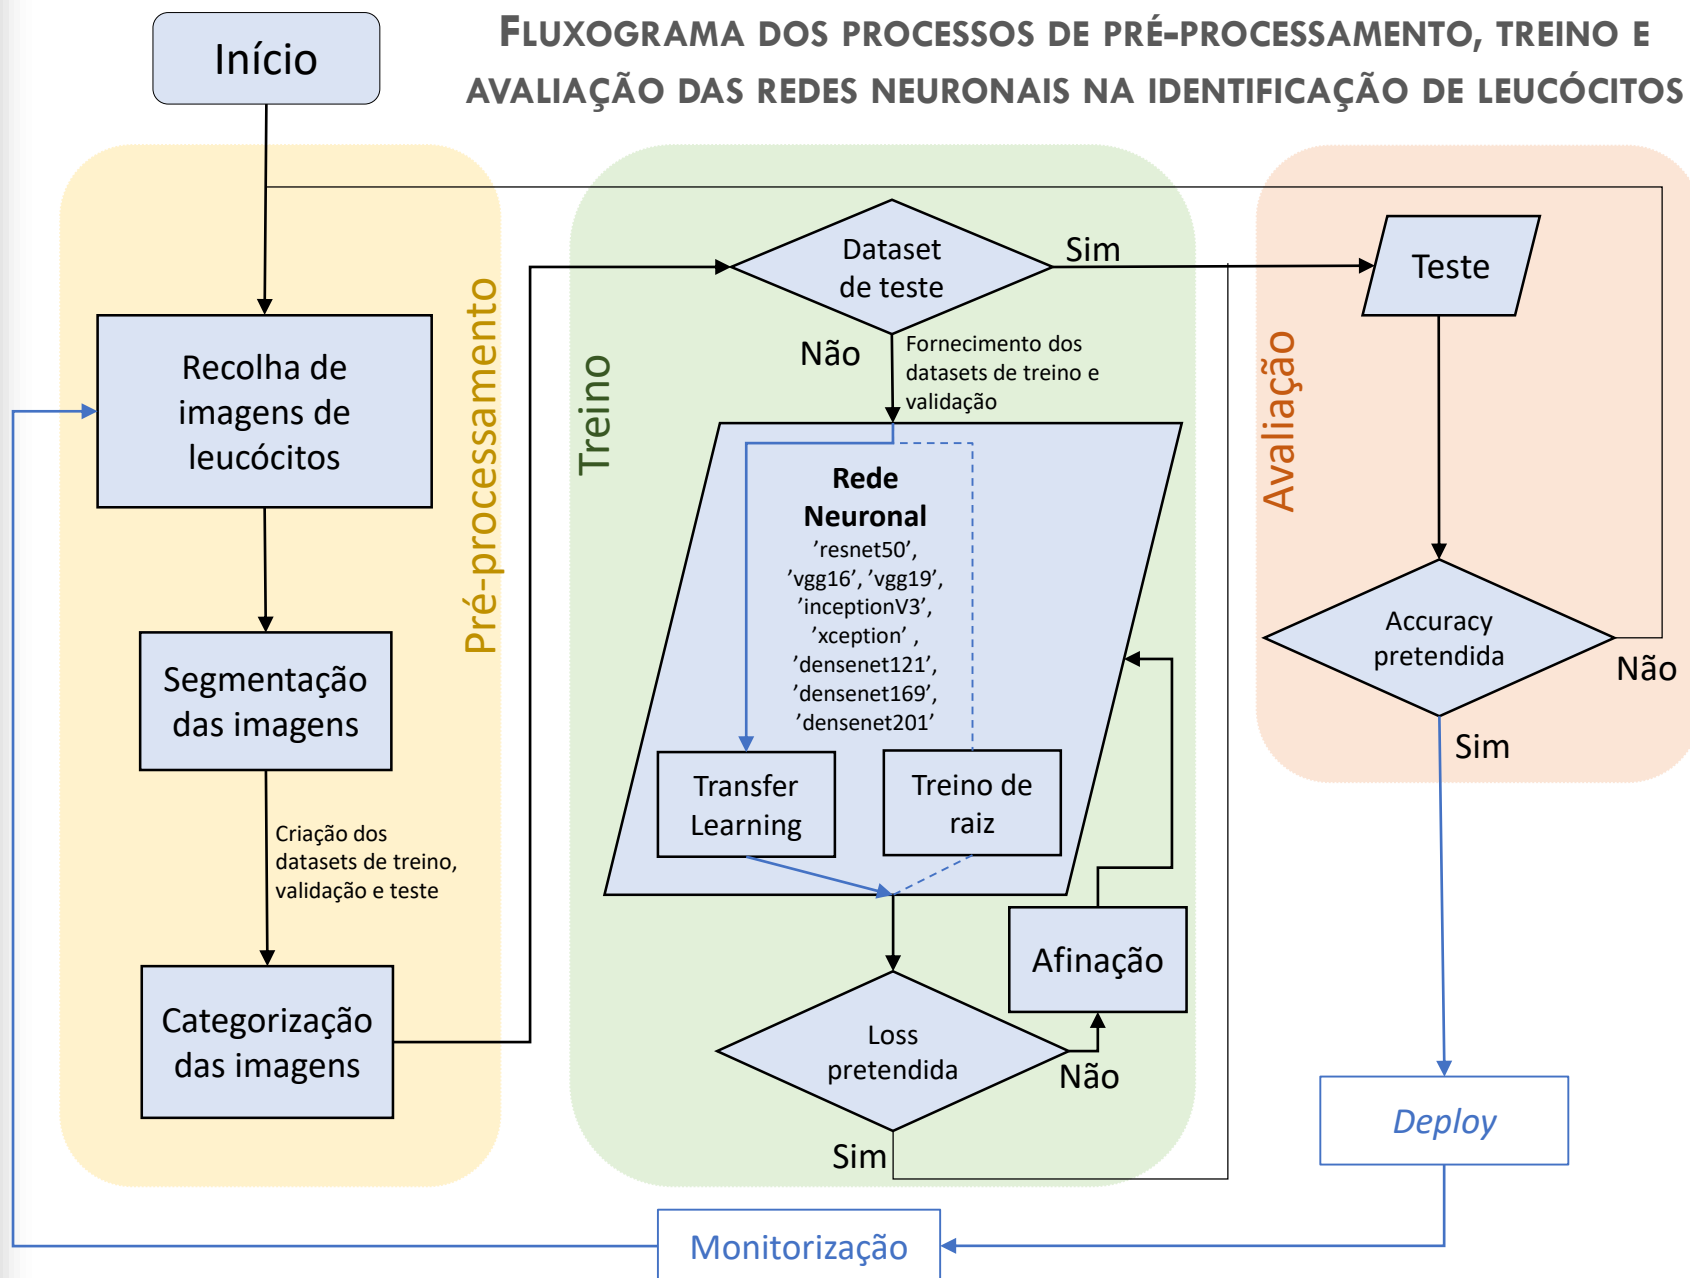 Início
FLUXOGRAMA DOS PROCESSOS DE PRÉ-PROCESSAMENTO, TREINO E
AVALIAÇÃO DAS REDES NEURONAIS NA IDENTIFICAÇÃO DE LEUCÓCITOS
Pré-processamento
Recolha de
imagens de
leucócitos
Segmentação
das imagens
Criação dos
datasets de treino,
validação e teste
Categorização
das imagens
Treino
Dataset
de teste
Sim
Não
Fornecimento dos
datasets de treino e
validação
Rede
Neuronal
’resnet50’,
’vgg16’, ’vgg19’,
’inceptionV3’,
’xception’ ,
’densenet121’,
’densenet169’,
’densenet201’
Transfer
Learning
Treino de
raiz
Afinação
Loss
pretendida
Não
Sim
Avaliação
Teste
Accuracy
pretendida
Não
Sim
Deploy
Monitorização